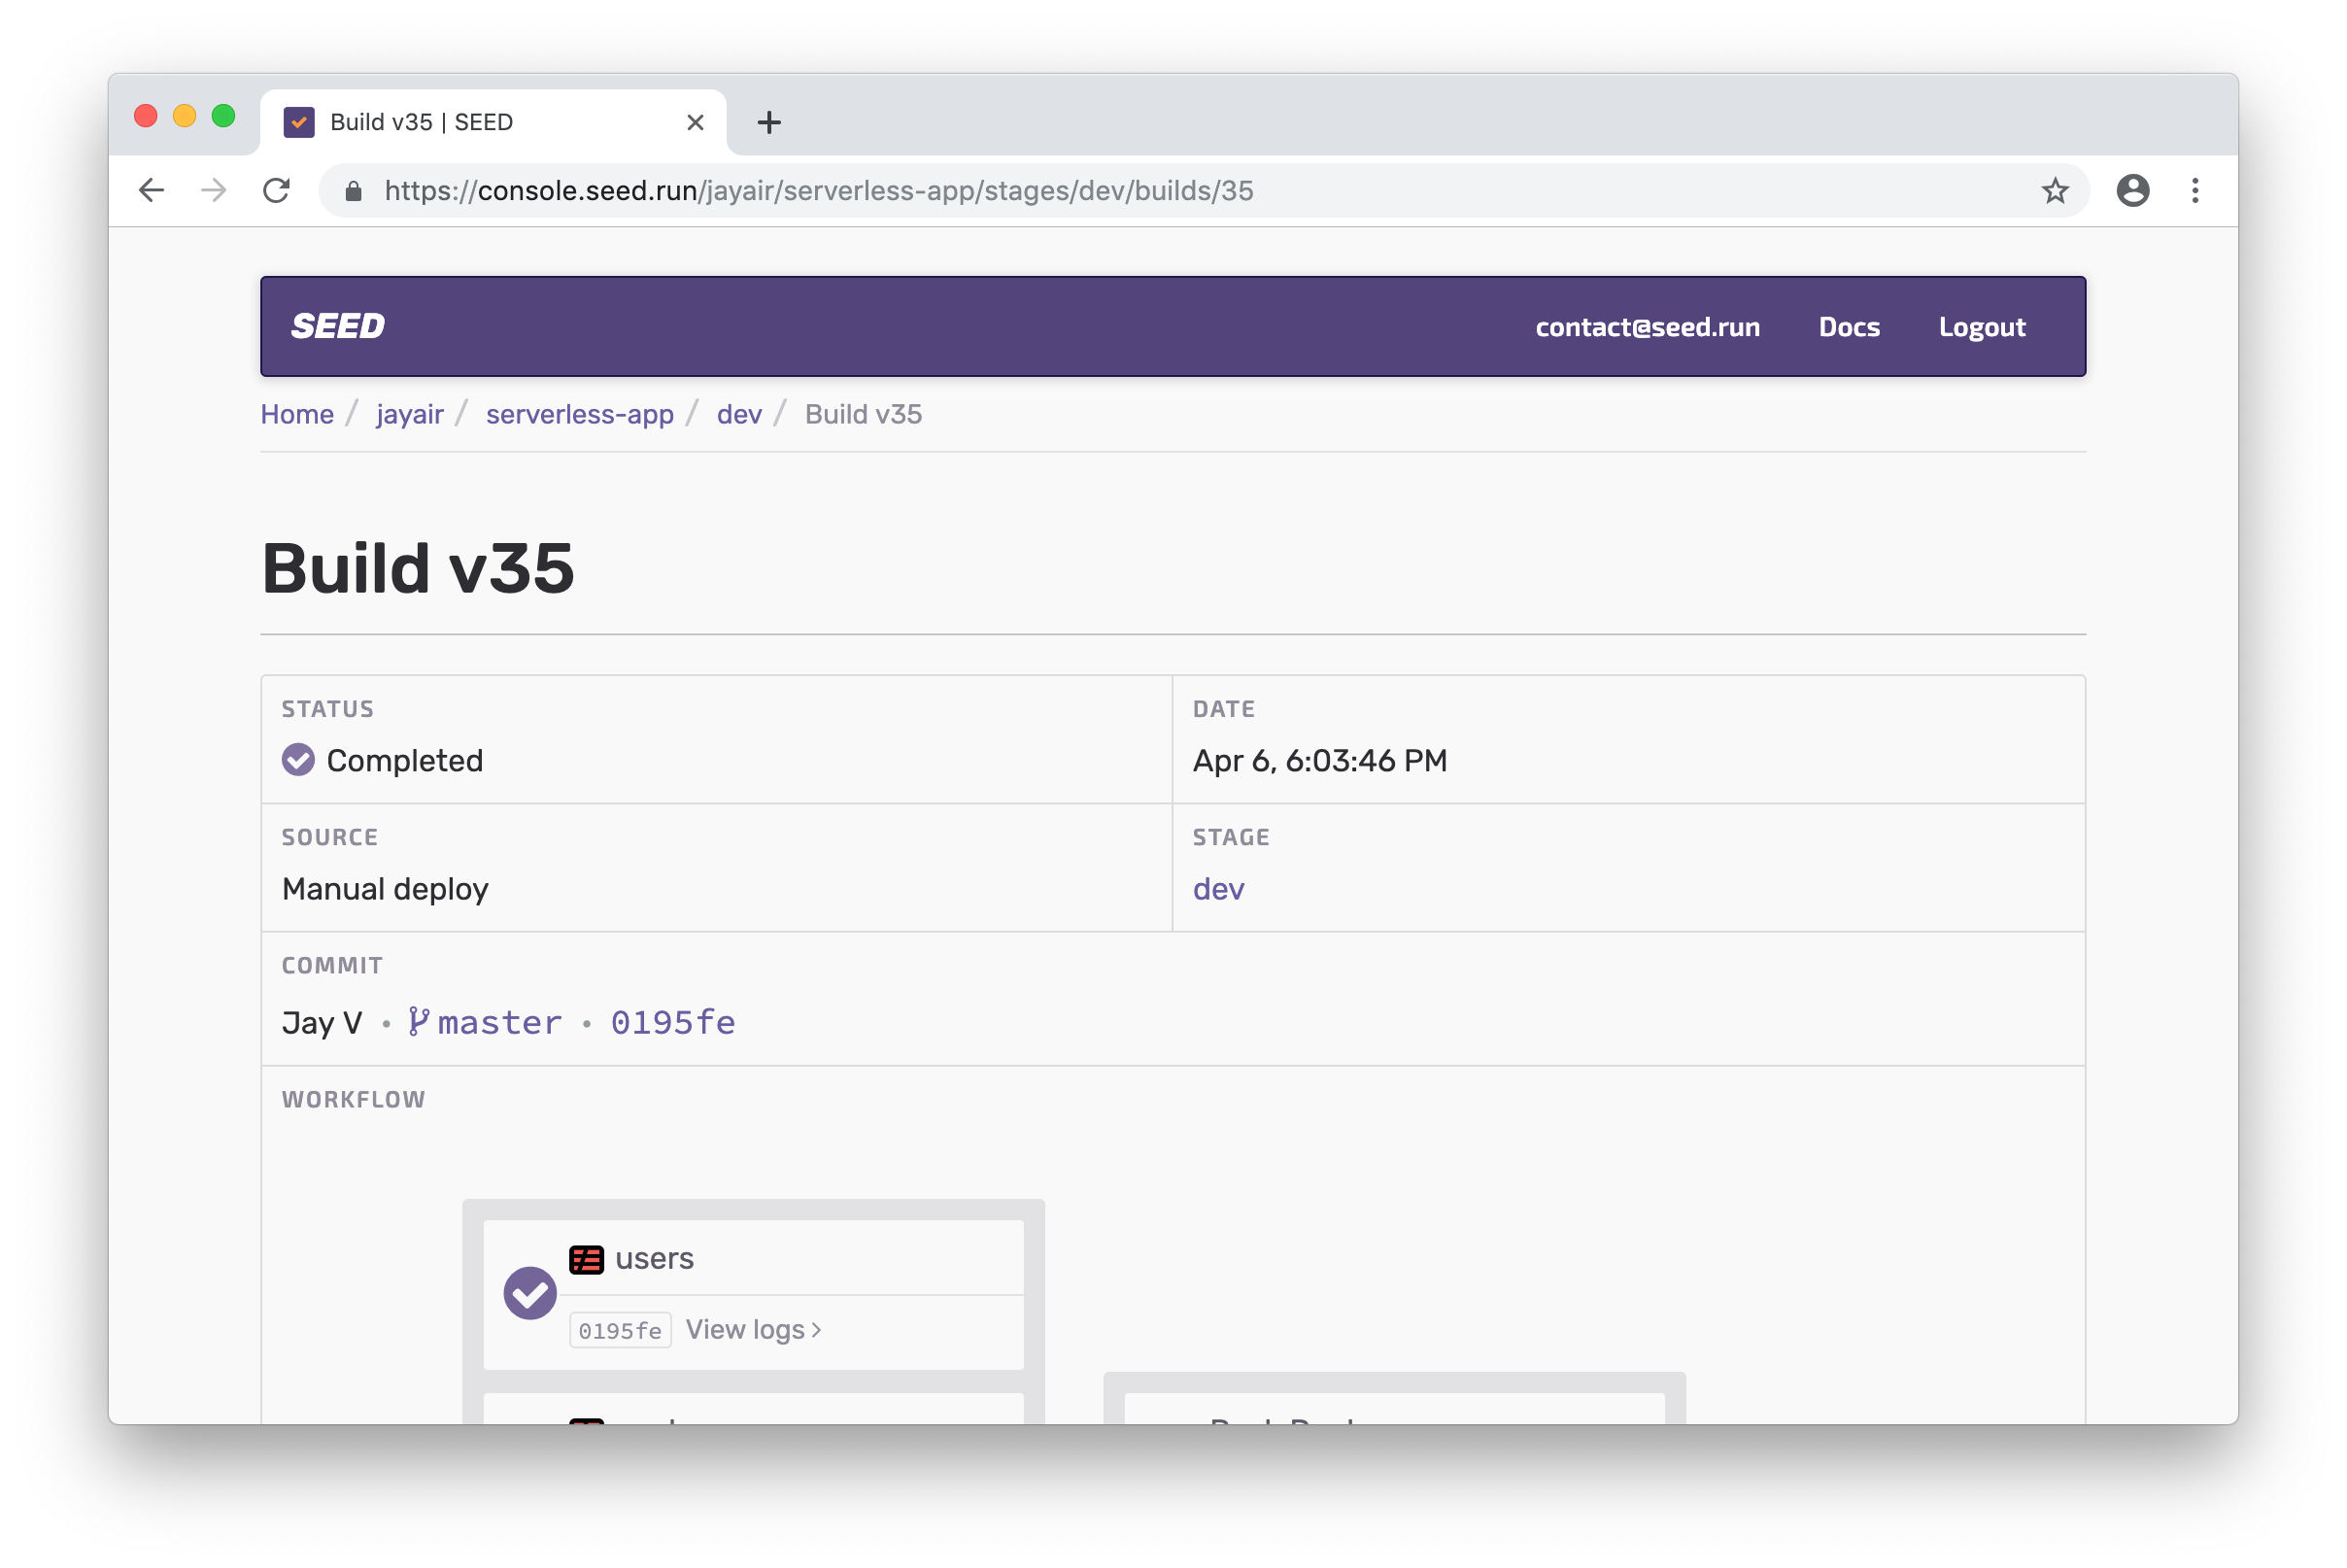 Build v35 | SEED
https://console.seed.run/jayair/serverless-app/stages/dev/builds/35
SEED
contact@seed.run Docs Logout
Home / jayair / serverless-app / dev / Build v35
Build v35
STATUS
Completed
DATE
Apr 6, 6:03:46 PM
SOURCE
Manual deploy
STAGE
dev
COMMIT
Jay V • master • 0195fe
WORKFLOW
users
0195fe View logs >